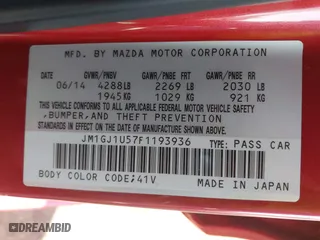 MFD. BY MAZDA MOTOR CORPORATION
GVWR/PNBV GAWR/PNBE FRT GAWR/PNBE RR
06/14 4288LB 2269 LB 2030 LB
1945KG 1029 KG 921 KG
THIS VEHICLE CONFORMS TO ALL APPLICABLE FEDERAL MOTOR VEHICLE SAFETY
,BUMPER,AND THEFT PREVENTION
STANDARDS IN EFFECT ON THE DATE OF MANUFACTURE SHOWN ABOVE.
JM1GJ1U57F1193936 TYPE: PASS CAR
BODY COLOR CODE;41V
MADE IN JAPAN
DREAMBID